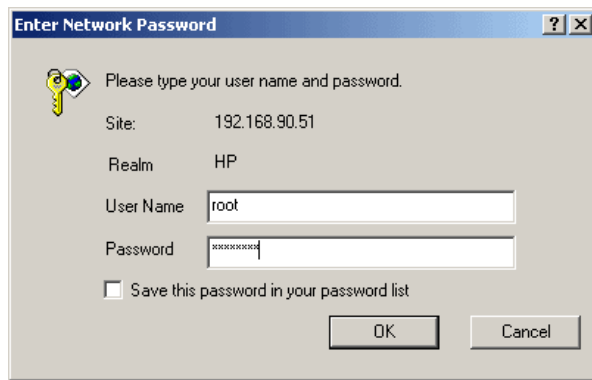 Enter Network Password
Please type your user name and password.
Site: 192.168.90.51
Realm HP
User Name root
Password ********
Save this password in your password list
OK Cancel